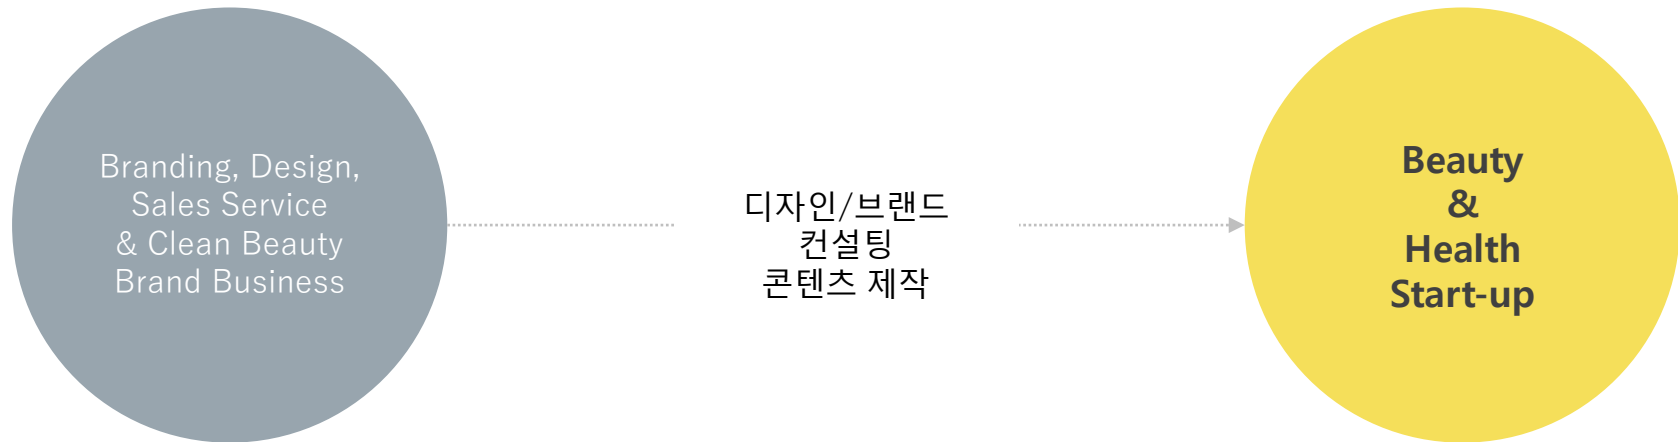 Branding, Design,
Sales Service
& Clean Beauty
Brand Business
디자인/브랜드
컨설팅
콘텐츠 제작
Beauty
&
Health
Start-up